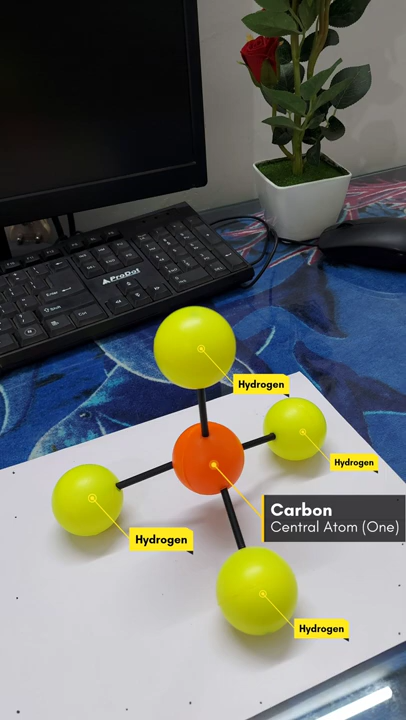 ProDot
Hydrogen
Hydrogen
Carbon
Central Atom (One)
Hydrogen
Hydrogen